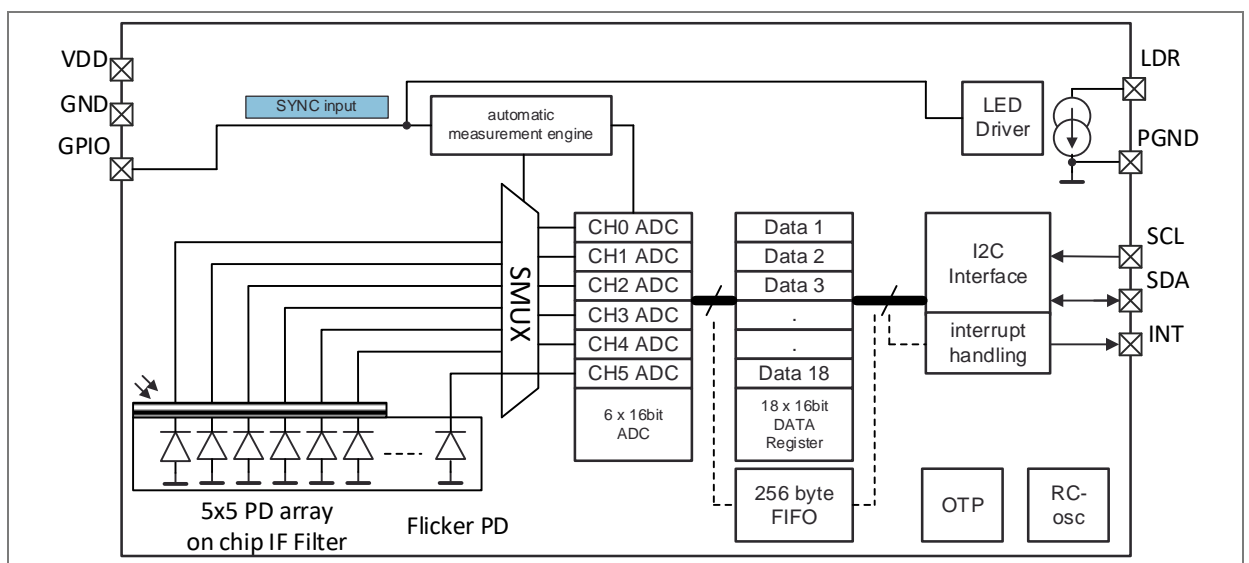 VDD
GND
GPIO
SYNC input
automatic
measurement engine
LED
Driver
LDR
PGND
SMUX
CH0 ADC
CH1 ADC
CH2 ADC
CH3 ADC
CH4 ADC
CH5 ADC
6 x 16bit
ADC
Data 1
Data 2
Data 3
.
.
Data 18
18 x 16bit
DATA
Register
256 byte
FIFO
I2C
Interface
interrupt
handling
SCL
SDA
INT
OTP
RC-
osc
5x5 PD array
on chip IF Filter
Flicker PD